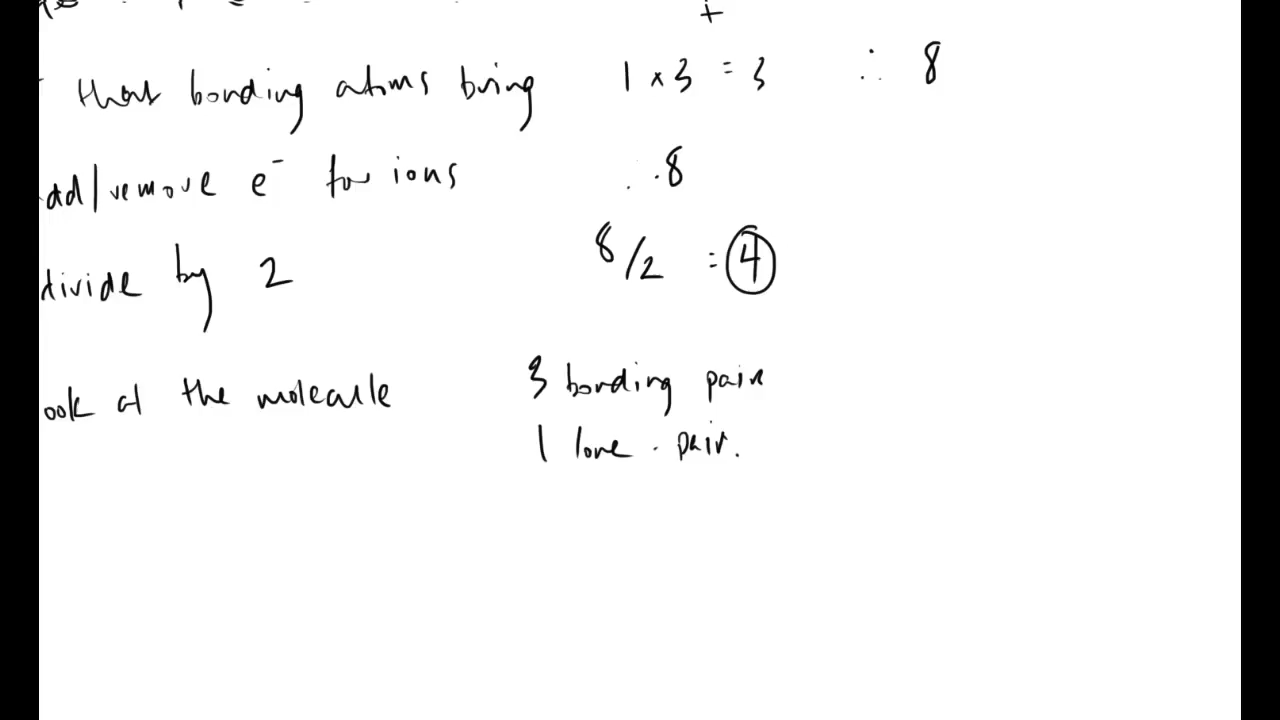 +
that bonding atoms bring 1 x 3 = 3 ∴ 8
add/remove e⁻ for ions ∴ 8
divide by 2 8/2 = 4
ook at the molecule 3 bonding pair
1 lone pair.